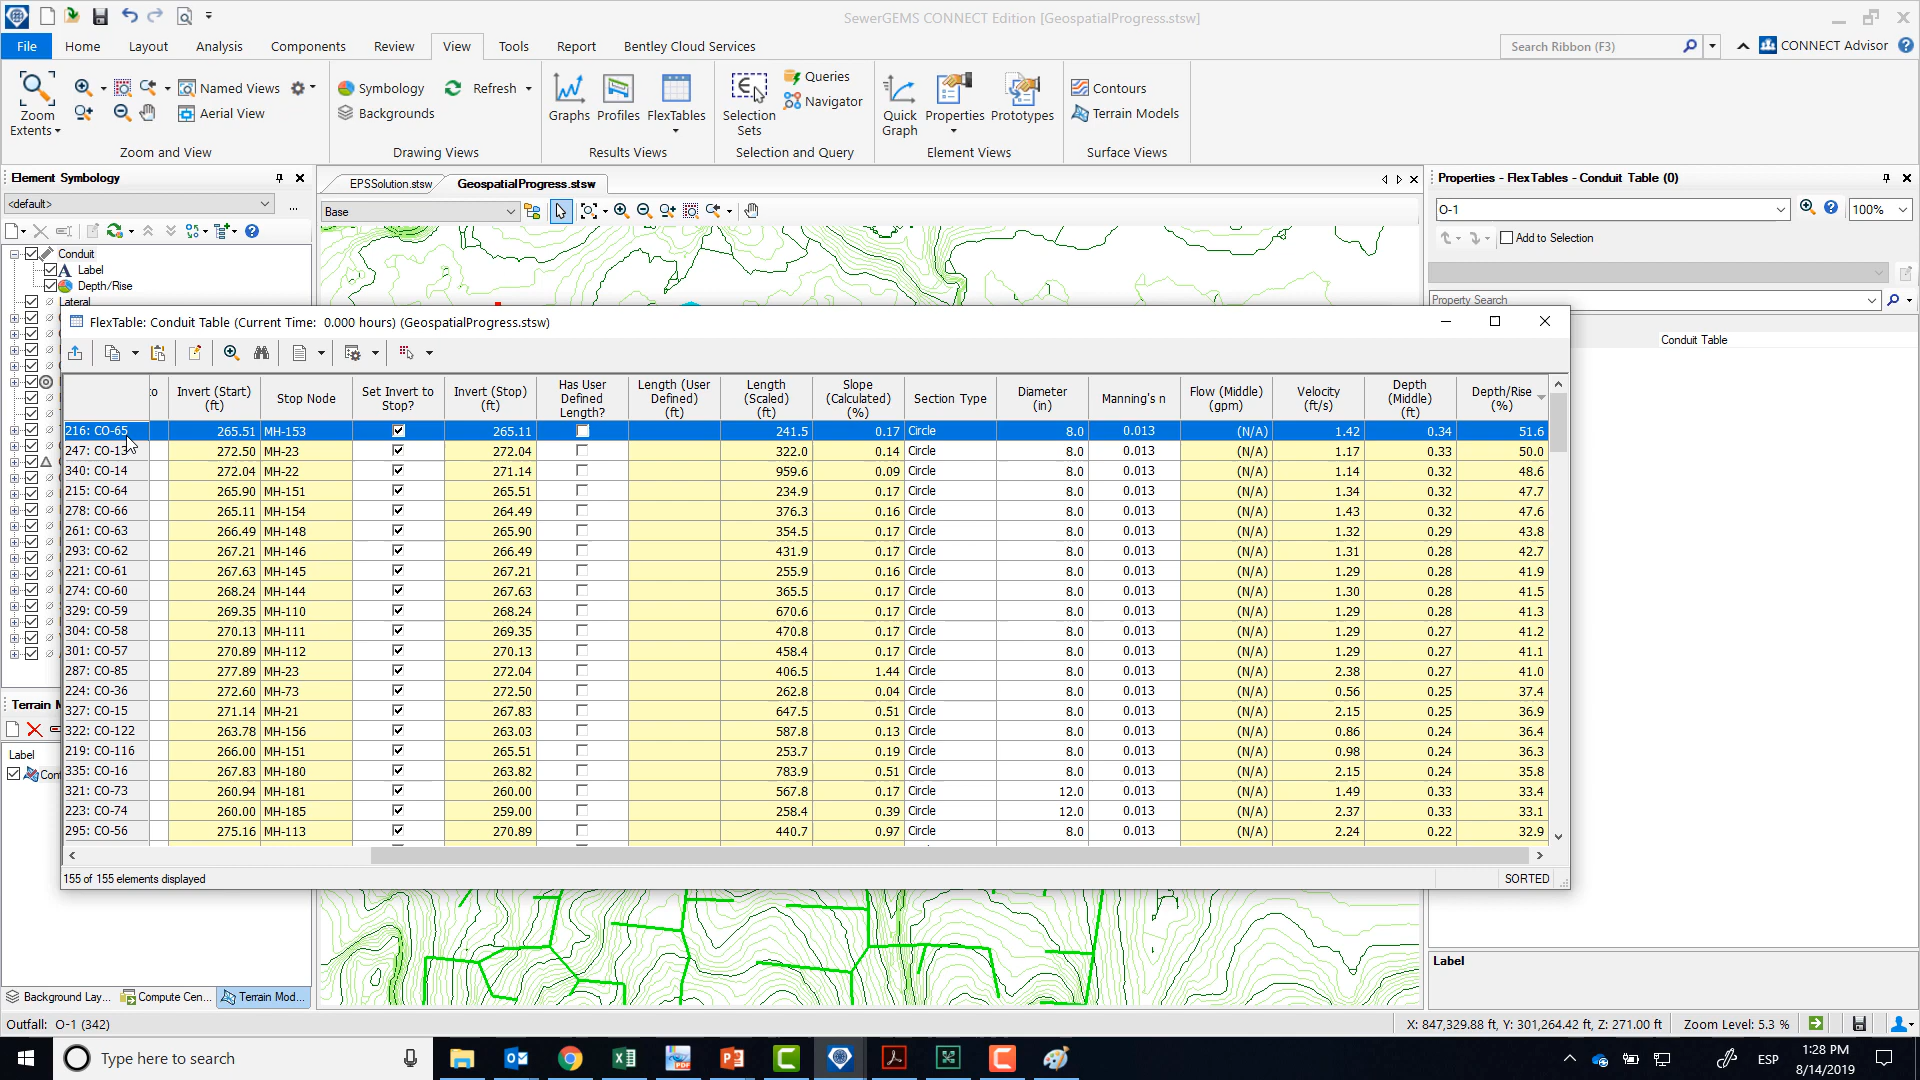 SewerGEMS CONNECT Edition [GeospatialProgress.stsw]
File Home Layout Analysis Components Review View Tools Report Bentley Cloud Services
Search Ribbon (F3)
CONNECT Advisor
Zoom Extents
Named Views
Aerial View
Zoom and View
Symbology
Refresh
Backgrounds
Drawing Views
Graphs Profiles FlexTables
Results Views
Selection Sets
Queries
Navigator
Selection and Query
Quick Graph
Properties Prototypes
Element Views
Contours
Terrain Models
Surface Views
Element Symbology
<default>
Conduit
Label
Depth/Rise
Lateral
EPSSolution.stsw GeospatialProgress.stsw
Base
Properties - FlexTables - Conduit Table (0)
O-1
100%
Add to Selection
Property Search
Conduit Table
FlexTable: Conduit Table (Current Time: 0.000 hours) (GeospatialProgress.stsw)
Invert (Start) (ft) Stop Node Set Invert to Stop? Invert (Stop) (ft) Has User Defined Length? Length (User Defined) (ft) Length (Scaled) (ft) Slope (Calculated) (%) Section Type Diameter (in) Manning's n Flow (Middle) (gpm) Velocity (ft/s) Depth (Middle) (ft) Depth/Rise (%)
216: CO-65 265.51 MH-153 265.11 241.5 0.17 Circle 8.0 0.013 (N/A) 1.42 0.34 51.6
247: CO-13 272.50 MH-23 272.04 322.0 0.14 Circle 8.0 0.013 (N/A) 1.17 0.33 50.0
340: CO-14 272.04 MH-22 271.14 959.6 0.09 Circle 8.0 0.013 (N/A) 1.14 0.32 48.6
215: CO-64 265.90 MH-151 265.51 234.9 0.17 Circle 8.0 0.013 (N/A) 1.34 0.32 47.7
278: CO-66 265.11 MH-154 264.49 376.3 0.16 Circle 8.0 0.013 (N/A) 1.43 0.32 47.6
261: CO-63 266.49 MH-148 265.90 354.5 0.17 Circle 8.0 0.013 (N/A) 1.32 0.29 43.8
293: CO-62 267.21 MH-146 266.49 431.9 0.17 Circle 8.0 0.013 (N/A) 1.31 0.28 42.7
221: CO-61 267.63 MH-145 267.21 255.9 0.16 Circle 8.0 0.013 (N/A) 1.29 0.28 41.9
274: CO-60 268.24 MH-144 267.63 365.5 0.17 Circle 8.0 0.013 (N/A) 1.30 0.28 41.5
329: CO-59 269.35 MH-110 268.24 670.6 0.17 Circle 8.0 0.013 (N/A) 1.29 0.28 41.3
304: CO-58 270.13 MH-111 269.35 470.8 0.17 Circle 8.0 0.013 (N/A) 1.29 0.27 41.2
301: CO-57 270.89 MH-112 270.13 458.4 0.17 Circle 8.0 0.013 (N/A) 1.29 0.27 41.1
287: CO-85 277.89 MH-23 272.04 406.5 1.44 Circle 8.0 0.013 (N/A) 2.38 0.27 41.0
224: CO-36 272.60 MH-73 272.50 262.8 0.04 Circle 8.0 0.013 (N/A) 0.56 0.25 37.4
327: CO-15 271.14 MH-21 267.83 647.5 0.51 Circle 8.0 0.013 (N/A) 2.15 0.25 36.9
322: CO-122 263.78 MH-156 263.03 587.8 0.13 Circle 8.0 0.013 (N/A) 0.86 0.24 36.4
219: CO-116 266.00 MH-151 265.51 253.7 0.19 Circle 8.0 0.013 (N/A) 0.98 0.24 36.3
335: CO-16 267.83 MH-180 263.82 783.9 0.51 Circle 8.0 0.013 (N/A) 2.15 0.24 35.8
321: CO-73 260.94 MH-181 260.00 567.8 0.17 Circle 12.0 0.013 (N/A) 1.49 0.33 33.4
223: CO-74 260.00 MH-185 259.00 258.4 0.39 Circle 12.0 0.013 (N/A) 2.37 0.33 33.1
295: CO-56 275.16 MH-113 270.89 440.7 0.97 Circle 8.0 0.013 (N/A) 2.24 0.22 32.9
155 of 155 elements displayed
SORTED
Terrain M
Label
Con
Label
Background Lay... Compute Cen... Terrain Mod...
Outfall: O-1 (342)
X: 847,329.88 ft, Y: 301,264.42 ft, Z: 271.00 ft
Zoom Level: 5.3 %
Type here to search
ESP
1:28 PM
8/14/2019